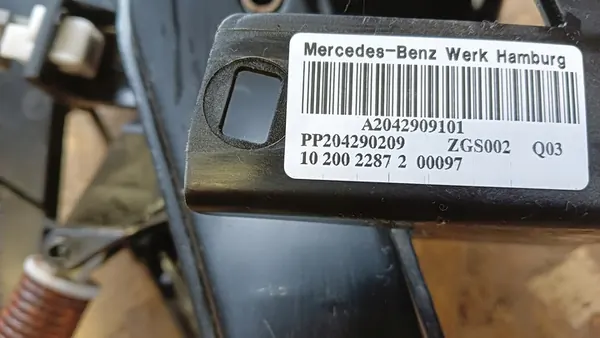 Mercedes-Benz Werk Hamburg
A2042909101
PP204290209 ZGS002 Q03
10 200 2287 2 00097